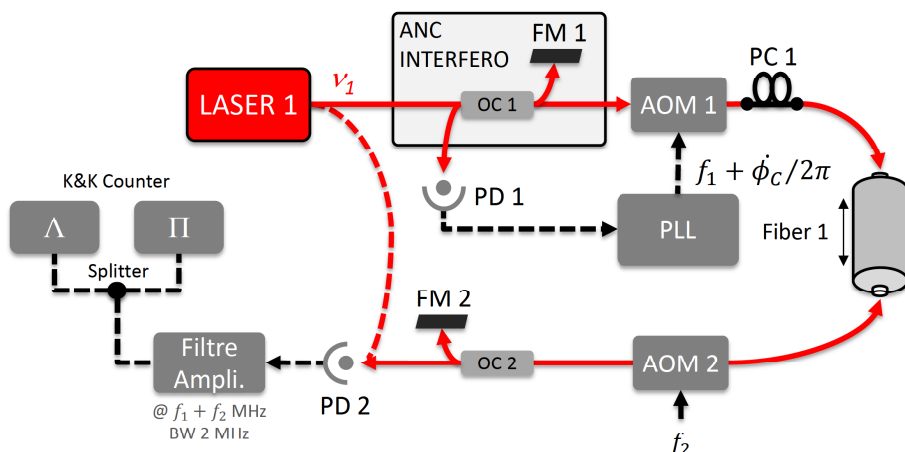 ANC
INTERFERO
FM 1
PC 1
LASER 1
ν₁
OC 1
AOM 1
K&K Counter
PD 1
f₁ + ϕ̇_C/2π
Λ
Π
PLL
Fiber 1
Splitter
FM 2
Filtre
Ampli.
OC 2
AOM 2
PD 2
@ f₁ + f₂ MHz
BW 2 MHz
f₂